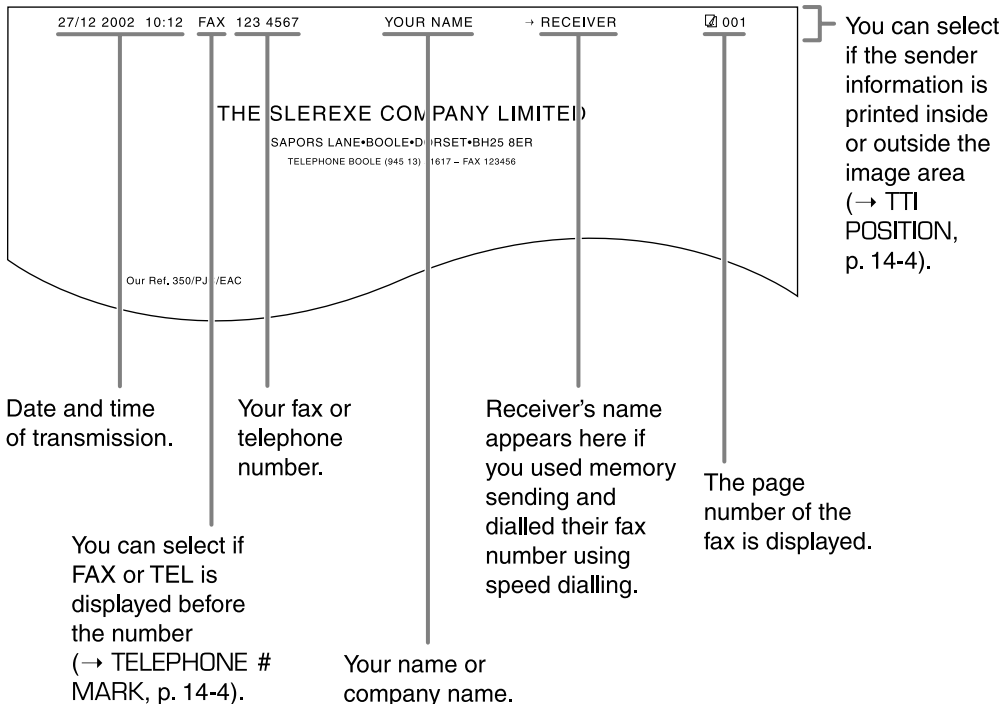 27/12 2002 10:12 FAX 123 4567 YOUR NAME → RECEIVER 001
THE SLEREXE COMPANY LIMITED
SAPORS LANE•BOOLE•DORSET•BH25 8ER
TELEPHONE BOOLE (945 13) 1617 – FAX 123456
Our Ref. 350/PJ /EAC
You can select
if the sender
information is
printed inside
or outside the
image area
(→ TTI
POSITION,
p. 14-4).
Date and time
of transmission.
Your fax or
telephone
number.
Receiver's name
appears here if
you used memory
sending and
dialled their fax
number using
speed dialling.
The page
number of the
fax is displayed.
You can select if
FAX or TEL is
displayed before
the number
(→ TELEPHONE #
MARK, p. 14-4).
Your name or
company name.